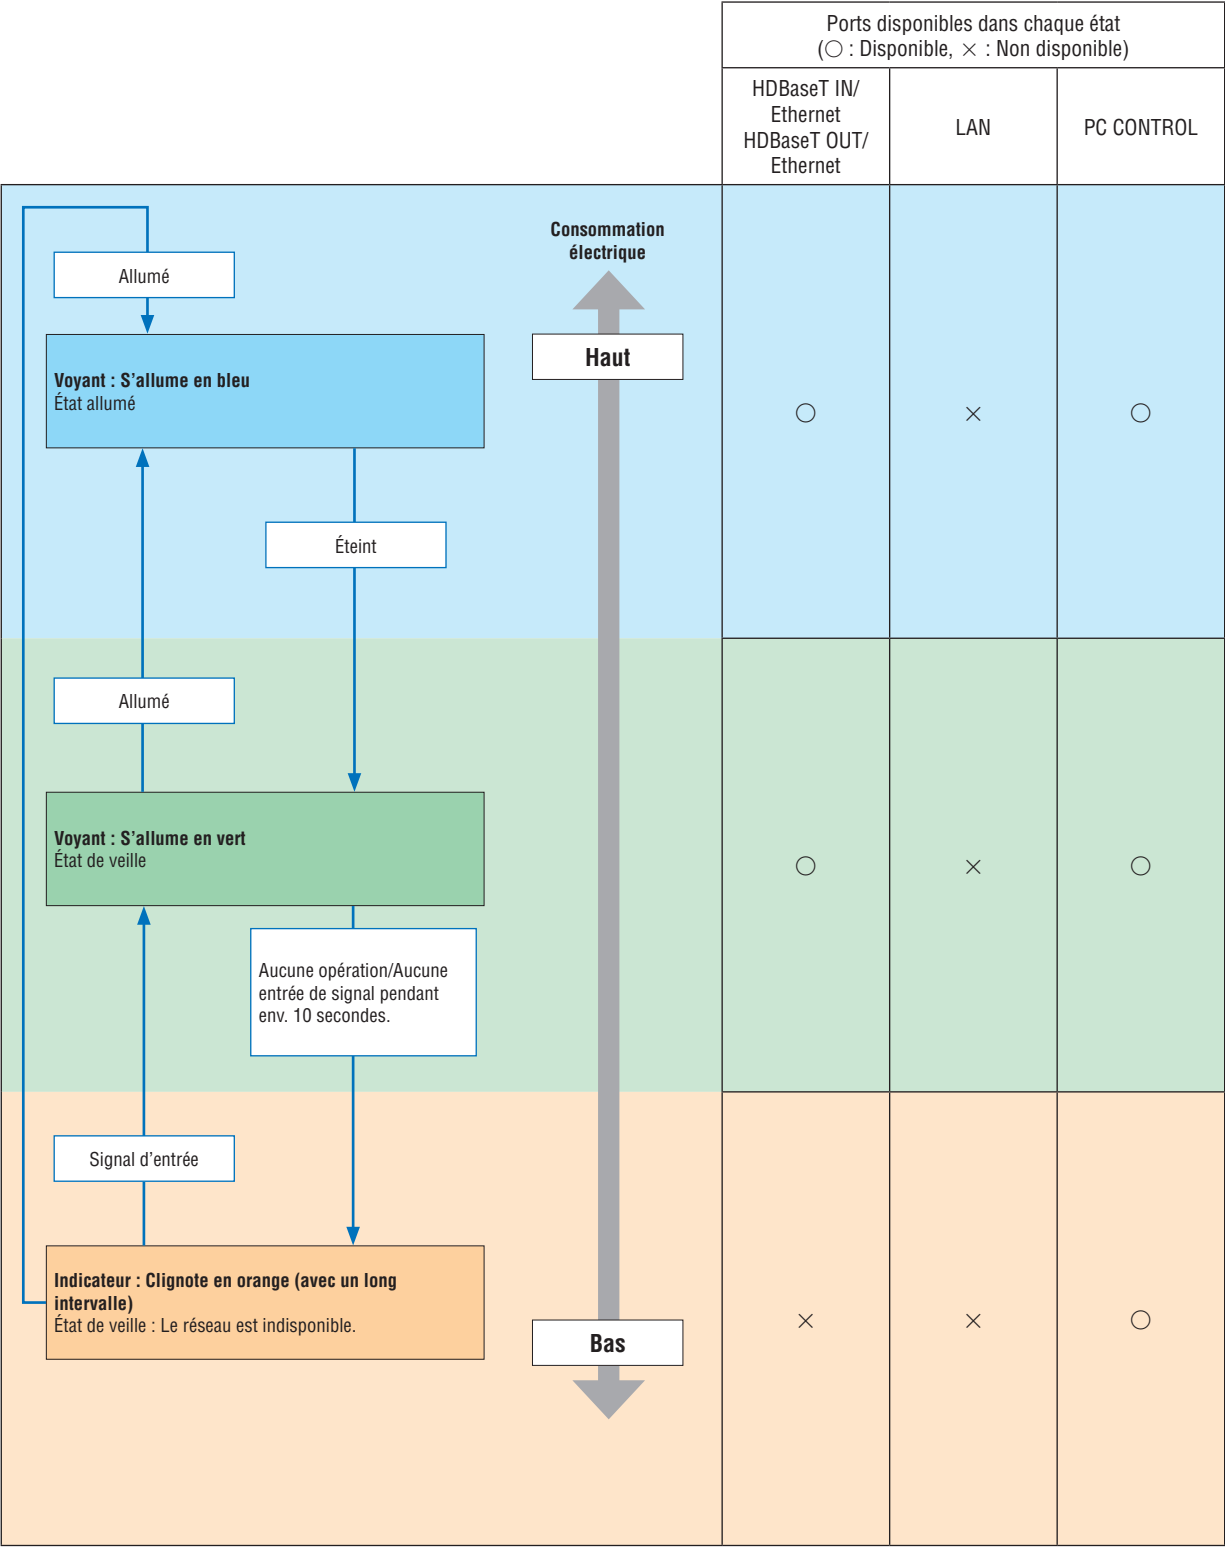 Ports disponibles dans chaque état
(○ : Disponible, × : Non disponible)
HDBaseT IN/
Ethernet
HDBaseT OUT/
Ethernet
LAN
PC CONTROL
Consommation
électrique
Allumé
Haut
Voyant : S’allume en bleu
État allumé
○ × ○
Éteint
Allumé
Voyant : S’allume en vert
État de veille
○ × ○
Aucune opération/Aucune
entrée de signal pendant
env. 10 secondes.
Signal d’entrée
Indicateur : Clignote en orange (avec un long
intervalle)
État de veille : Le réseau est indisponible.
Bas
× × ○